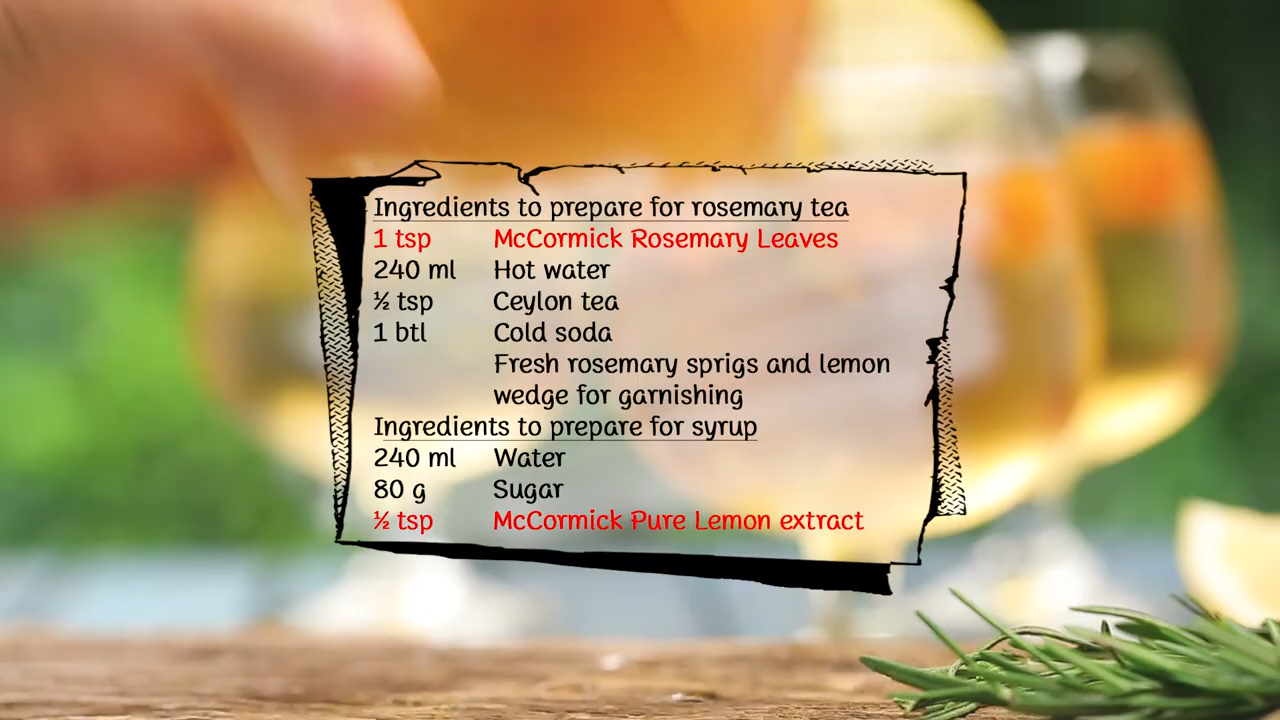 Ingredients to prepare for rosemary tea
1 tsp McCormick Rosemary Leaves
240 ml Hot water
½ tsp Ceylon tea
1 btl Cold soda
Fresh rosemary sprigs and lemon
wedge for garnishing
Ingredients to prepare for syrup
240 ml Water
80 g Sugar
½ tsp McCormick Pure Lemon extract